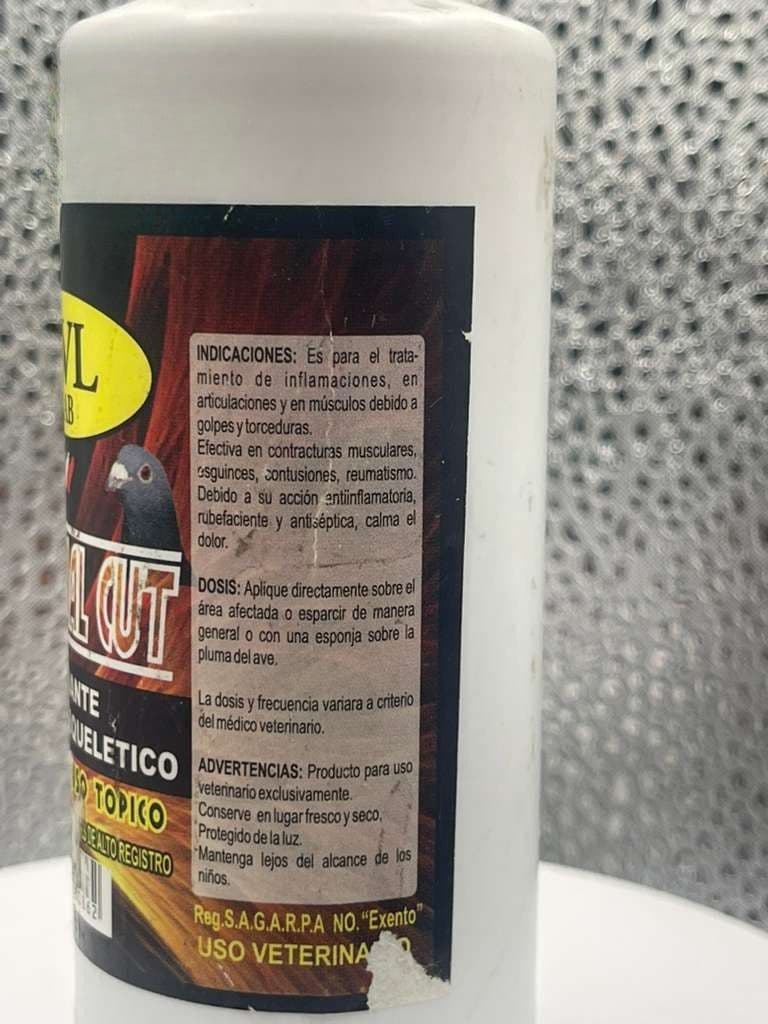 VL
INDICACIONES: Es para el trata-
miento de inflamaciones, en
articulaciones y en músculos debido a
golpes y torceduras.
Efectiva en contracturas musculares,
esguinces, contusiones, reumatismo.
Debido a su acción antiinflamatoria,
rubefaciente y antiséptica, calma el
dolor.
CUT
DOSIS: Aplique directamente sobre el
área afectada o esparcir de manera
general o con una esponja sobre la
pluma del ave.
La dosis y frecuencia variara a criterio
del médico veterinario.
ANTE
QUELETICO
USO TOPICO
DE ALTO REGISTRO
ADVERTENCIAS: Producto para uso
veterinario exclusivamente.
Conserve en lugar fresco y seco,
Protegido de la luz.
Mantenga lejos del alcance de los
niños.
Reg.S.A.G.A.R.P.A NO."Exento"
USO VETERINARIO